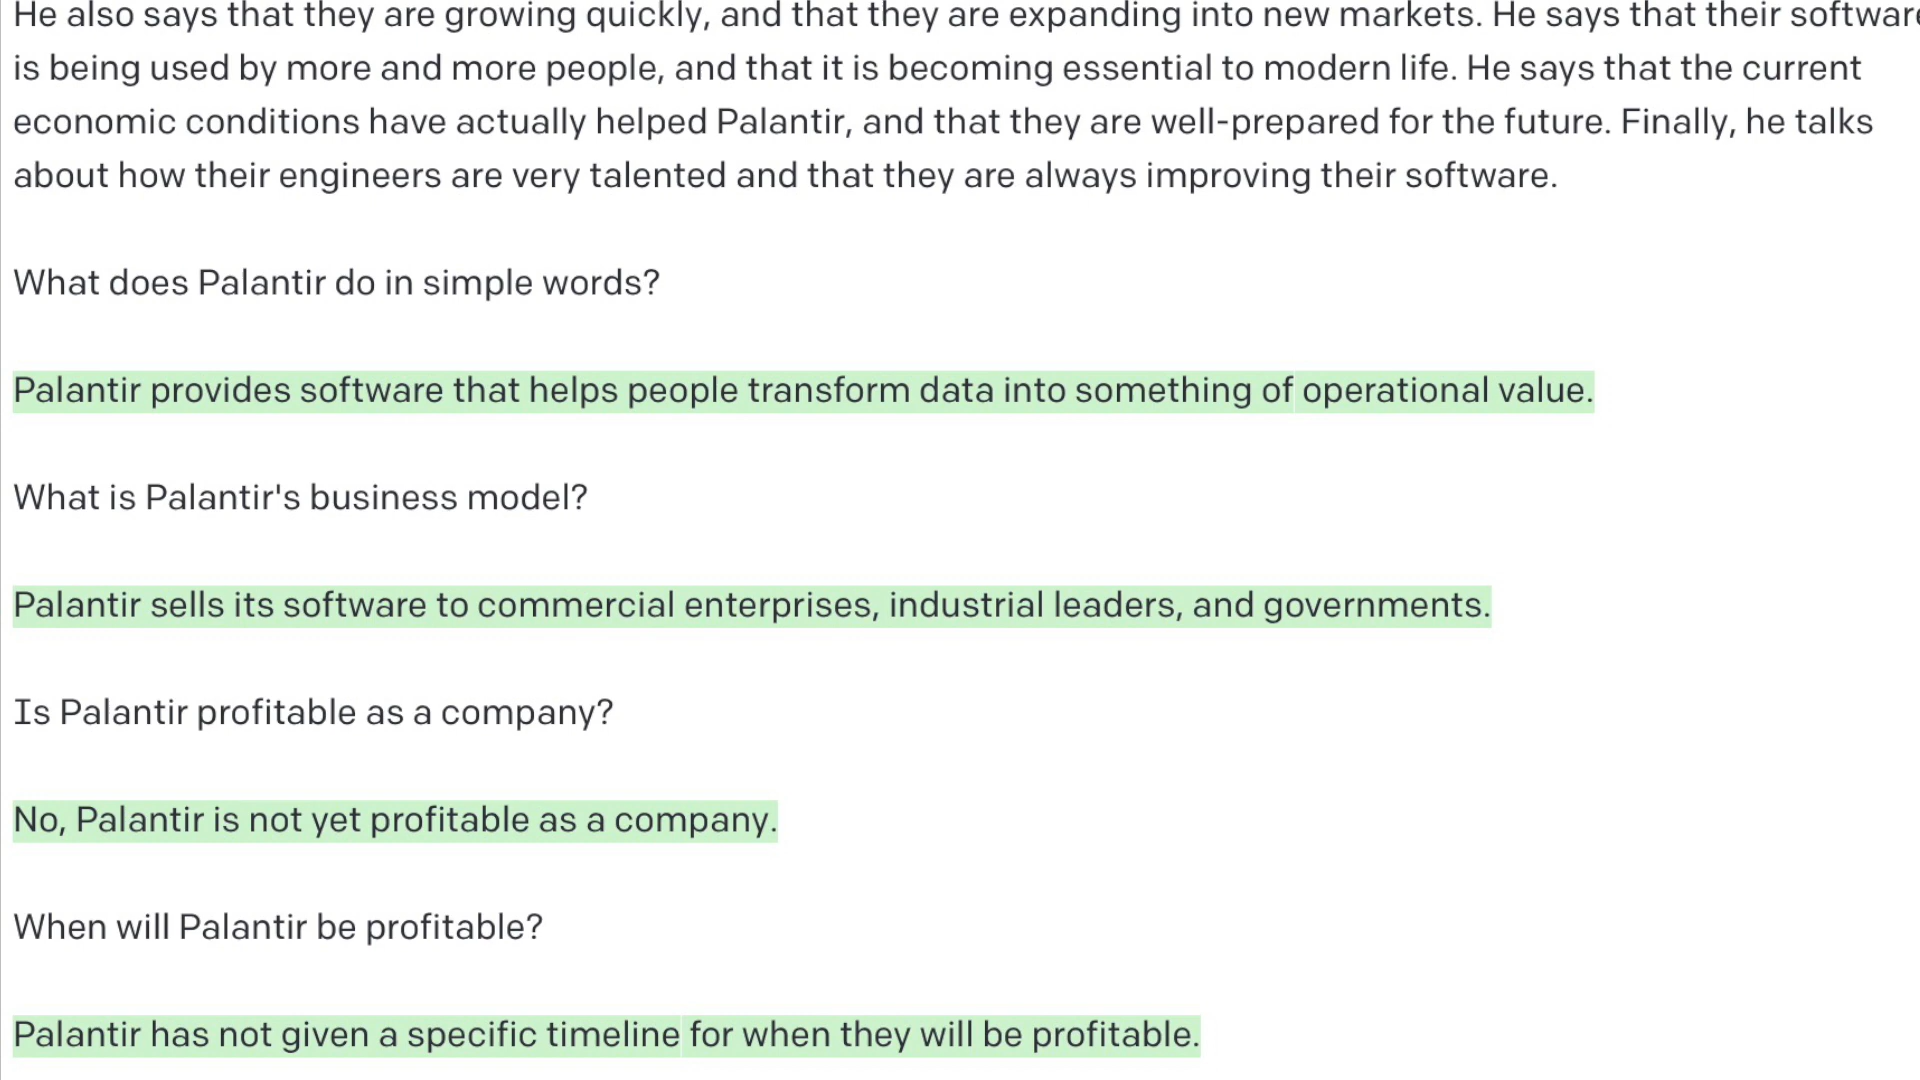 He also says that they are growing quickly, and that they are expanding into new markets. He says that their software
is being used by more and more people, and that it is becoming essential to modern life. He says that the current
economic conditions have actually helped Palantir, and that they are well-prepared for the future. Finally, he talks
about how their engineers are very talented and that they are always improving their software.
What does Palantir do in simple words?
Palantir provides software that helps people transform data into something of operational value.
What is Palantir's business model?
Palantir sells its software to commercial enterprises, industrial leaders, and governments.
Is Palantir profitable as a company?
No, Palantir is not yet profitable as a company.
When will Palantir be profitable?
Palantir has not given a specific timeline for when they will be profitable.